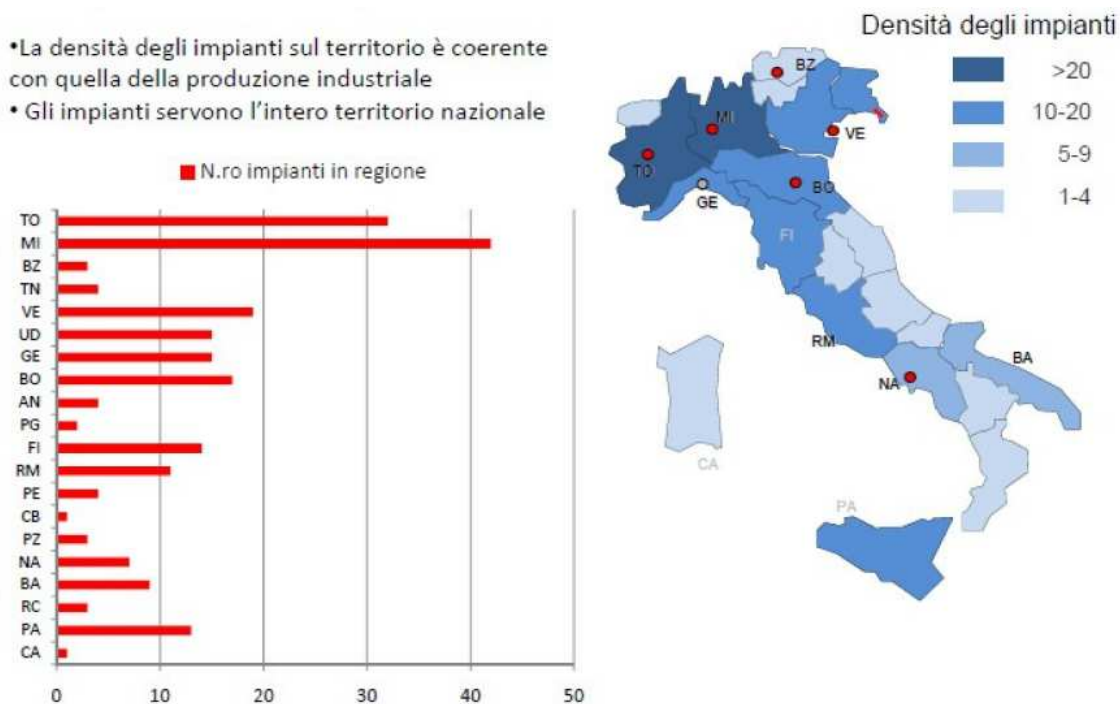 •La densità degli impianti sul territorio è coerente
con quella della produzione industriale
• Gli impianti servono l'intero territorio nazionale
N.ro impianti in regione
TO
MI
BZ
TN
VE
UD
GE
BO
AN
PG
FI
RM
PE
CB
PZ
NA
BA
RC
PA
CA
0 10 20 30 40 50
Densità degli impianti
>20
10-20
5-9
1-4
BZ
MI
VE
TO
BO
GE
FI
RM
BA
NA
CA
PA